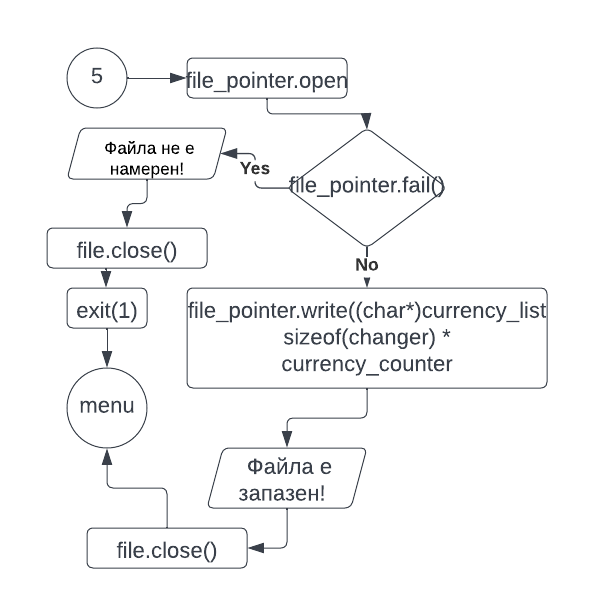 5
file_pointer.open
Файла не е
намерен!
Yes
file_pointer.fail()
file.close()
No
exit(1)
file_pointer.write((char*)currency_list
sizeof(changer) *
currency_counter
menu
Файла е
запазен!
file.close()